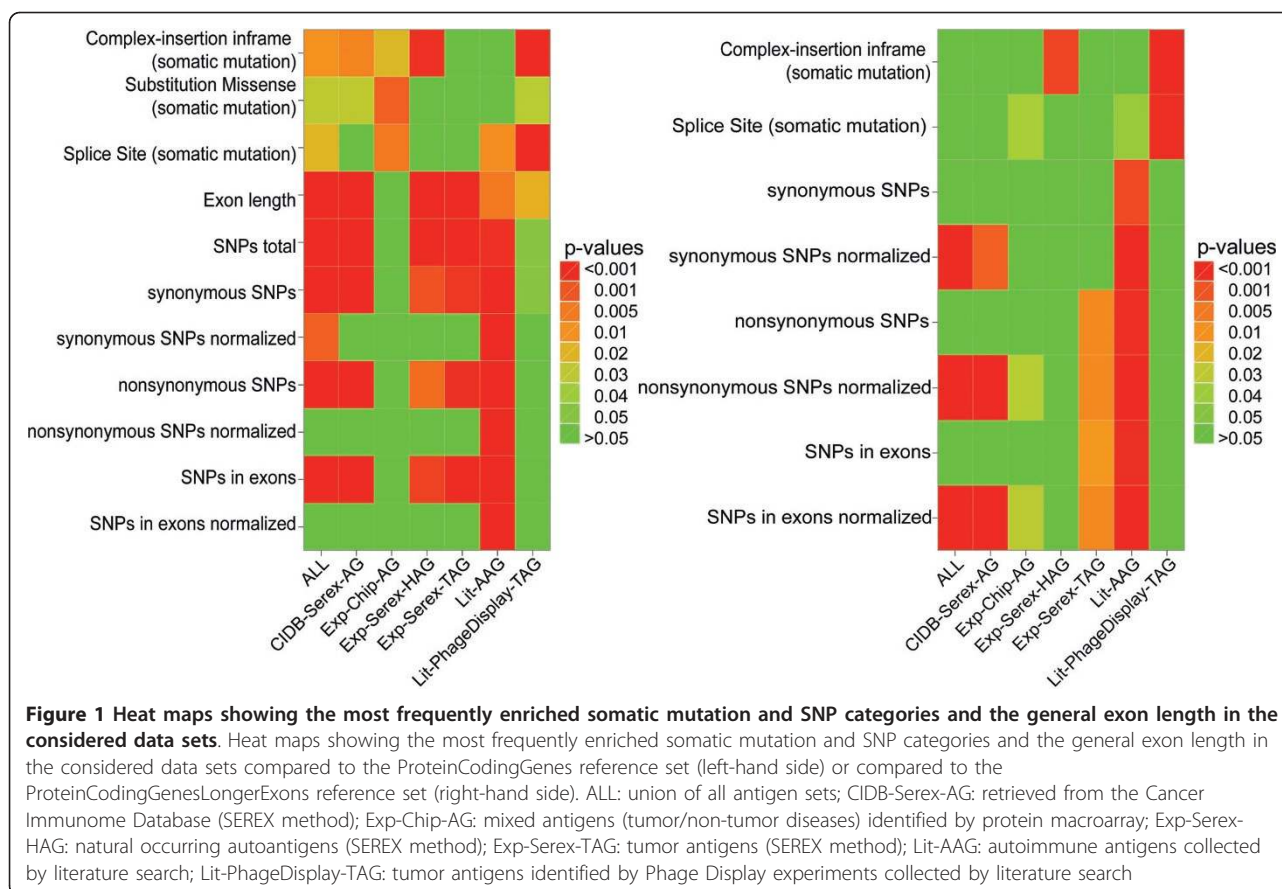 Complex-insertion inframe
(somatic mutation)
Substitution Missense
(somatic mutation)
Splice Site (somatic mutation)
Exon length
SNPs total
synonymous SNPs
synonymous SNPs normalized
nonsynonymous SNPs
nonsynonymous SNPs normalized
SNPs in exons
SNPs in exons normalized
ALL
CIDB-Serex-AG
Exp-Chip-AG
Exp-Serex-HAG
Exp-Serex-TAG
Lit-AAG
Lit-PhageDisplay-TAG
p-values
<0.001
0.001
0.005
0.01
0.02
0.03
0.04
0.05
>0.05
Complex-insertion inframe
(somatic mutation)
Splice Site (somatic mutation)
synonymous SNPs
synonymous SNPs normalized
nonsynonymous SNPs
nonsynonymous SNPs normalized
SNPs in exons
SNPs in exons normalized
ALL
CIDB-Serex-AG
Exp-Chip-AG
Exp-Serex-HAG
Exp-Serex-TAG
Lit-AAG
Lit-PhageDisplay-TAG
p-values
<0.001
0.001
0.005
0.01
0.02
0.03
0.04
0.05
>0.05
Figure 1 Heat maps showing the most frequently enriched somatic mutation and SNP categories and the general exon length in the
considered data sets. Heat maps showing the most frequently enriched somatic mutation and SNP categories and the general exon length in
the considered data sets compared to the ProteinCodingGenes reference set (left-hand side) or compared to the
ProteinCodingGenesLongerExons reference set (right-hand side). ALL: union of all antigen sets; CIDB-Serex-AG: retrieved from the Cancer
Immunome Database (SEREX method); Exp-Chip-AG: mixed antigens (tumor/non-tumor diseases) identified by protein macroarray; Exp-Serex-
HAG: natural occurring autoantigens (SEREX method); Exp-Serex-TAG: tumor antigens (SEREX method); Lit-AAG: autoimmune antigens collected
by literature search; Lit-PhageDisplay-TAG: tumor antigens identified by Phage Display experiments collected by literature search